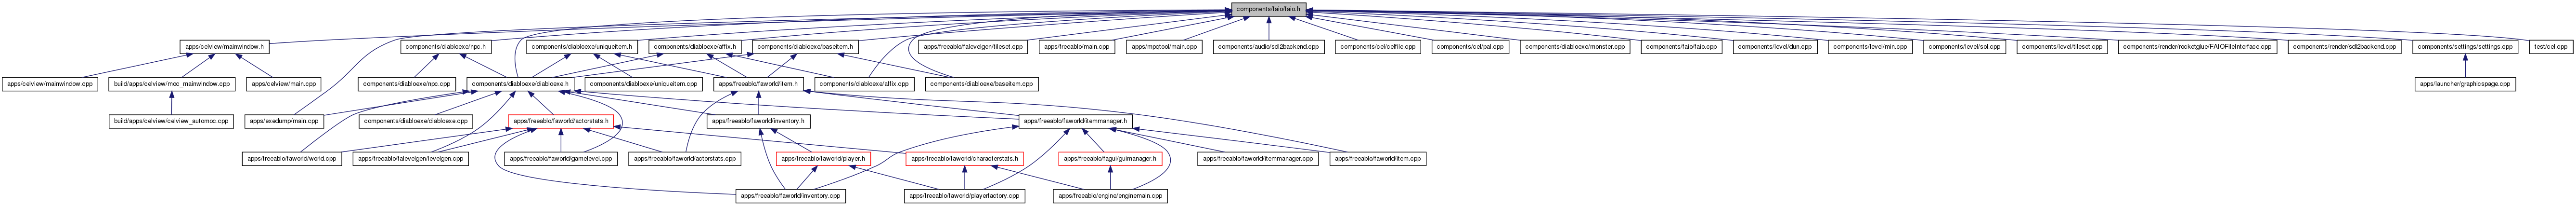 components/faio/faio.h
apps/celview/mainwindow.h
components/diabloexe/npc.h
components/diabloexe/uniqueitem.h
components/diabloexe/affix.h
components/diabloexe/baseitem.h
apps/freeablo/falevelgen/tileset.cpp
apps/freeablo/main.cpp
apps/mpqtool/main.cpp
components/audio/sdl2backend.cpp
components/cel/celfile.cpp
components/cel/pal.cpp
components/diabloexe/monster.cpp
components/faio/faio.cpp
components/level/dun.cpp
components/level/min.cpp
components/level/sol.cpp
components/level/tileset.cpp
components/render/rocketglue/FAIOFileInterface.cpp
components/render/sdl2backend.cpp
components/settings/settings.cpp
test/cel.cpp
apps/celview/mainwindow.cpp
build/apps/celview/moc_mainwindow.cpp
apps/celview/main.cpp
components/diabloexe/npc.cpp
components/diabloexe/diabloexe.h
components/diabloexe/uniqueitem.cpp
apps/freeablo/faworld/item.h
components/diabloexe/affix.cpp
components/diabloexe/baseitem.cpp
apps/launcher/graphicspage.cpp
build/apps/celview/celview_automoc.cpp
apps/exedump/main.cpp
components/diabloexe/diabloexe.cpp
apps/freeablo/faworld/actorstats.h
apps/freeablo/faworld/inventory.h
apps/freeablo/faworld/itemmanager.h
apps/freeablo/faworld/world.cpp
apps/freeablo/falevelgen/levelgen.cpp
apps/freeablo/faworld/gamelevel.cpp
apps/freeablo/faworld/actorstats.cpp
apps/freeablo/faworld/player.h
apps/freeablo/faworld/characterstats.h
apps/freeablo/fagui/guimanager.h
apps/freeablo/faworld/itemmanager.cpp
apps/freeablo/faworld/item.cpp
apps/freeablo/faworld/inventory.cpp
apps/freeablo/faworld/playerfactory.cpp
apps/freeablo/engine/enginemain.cpp